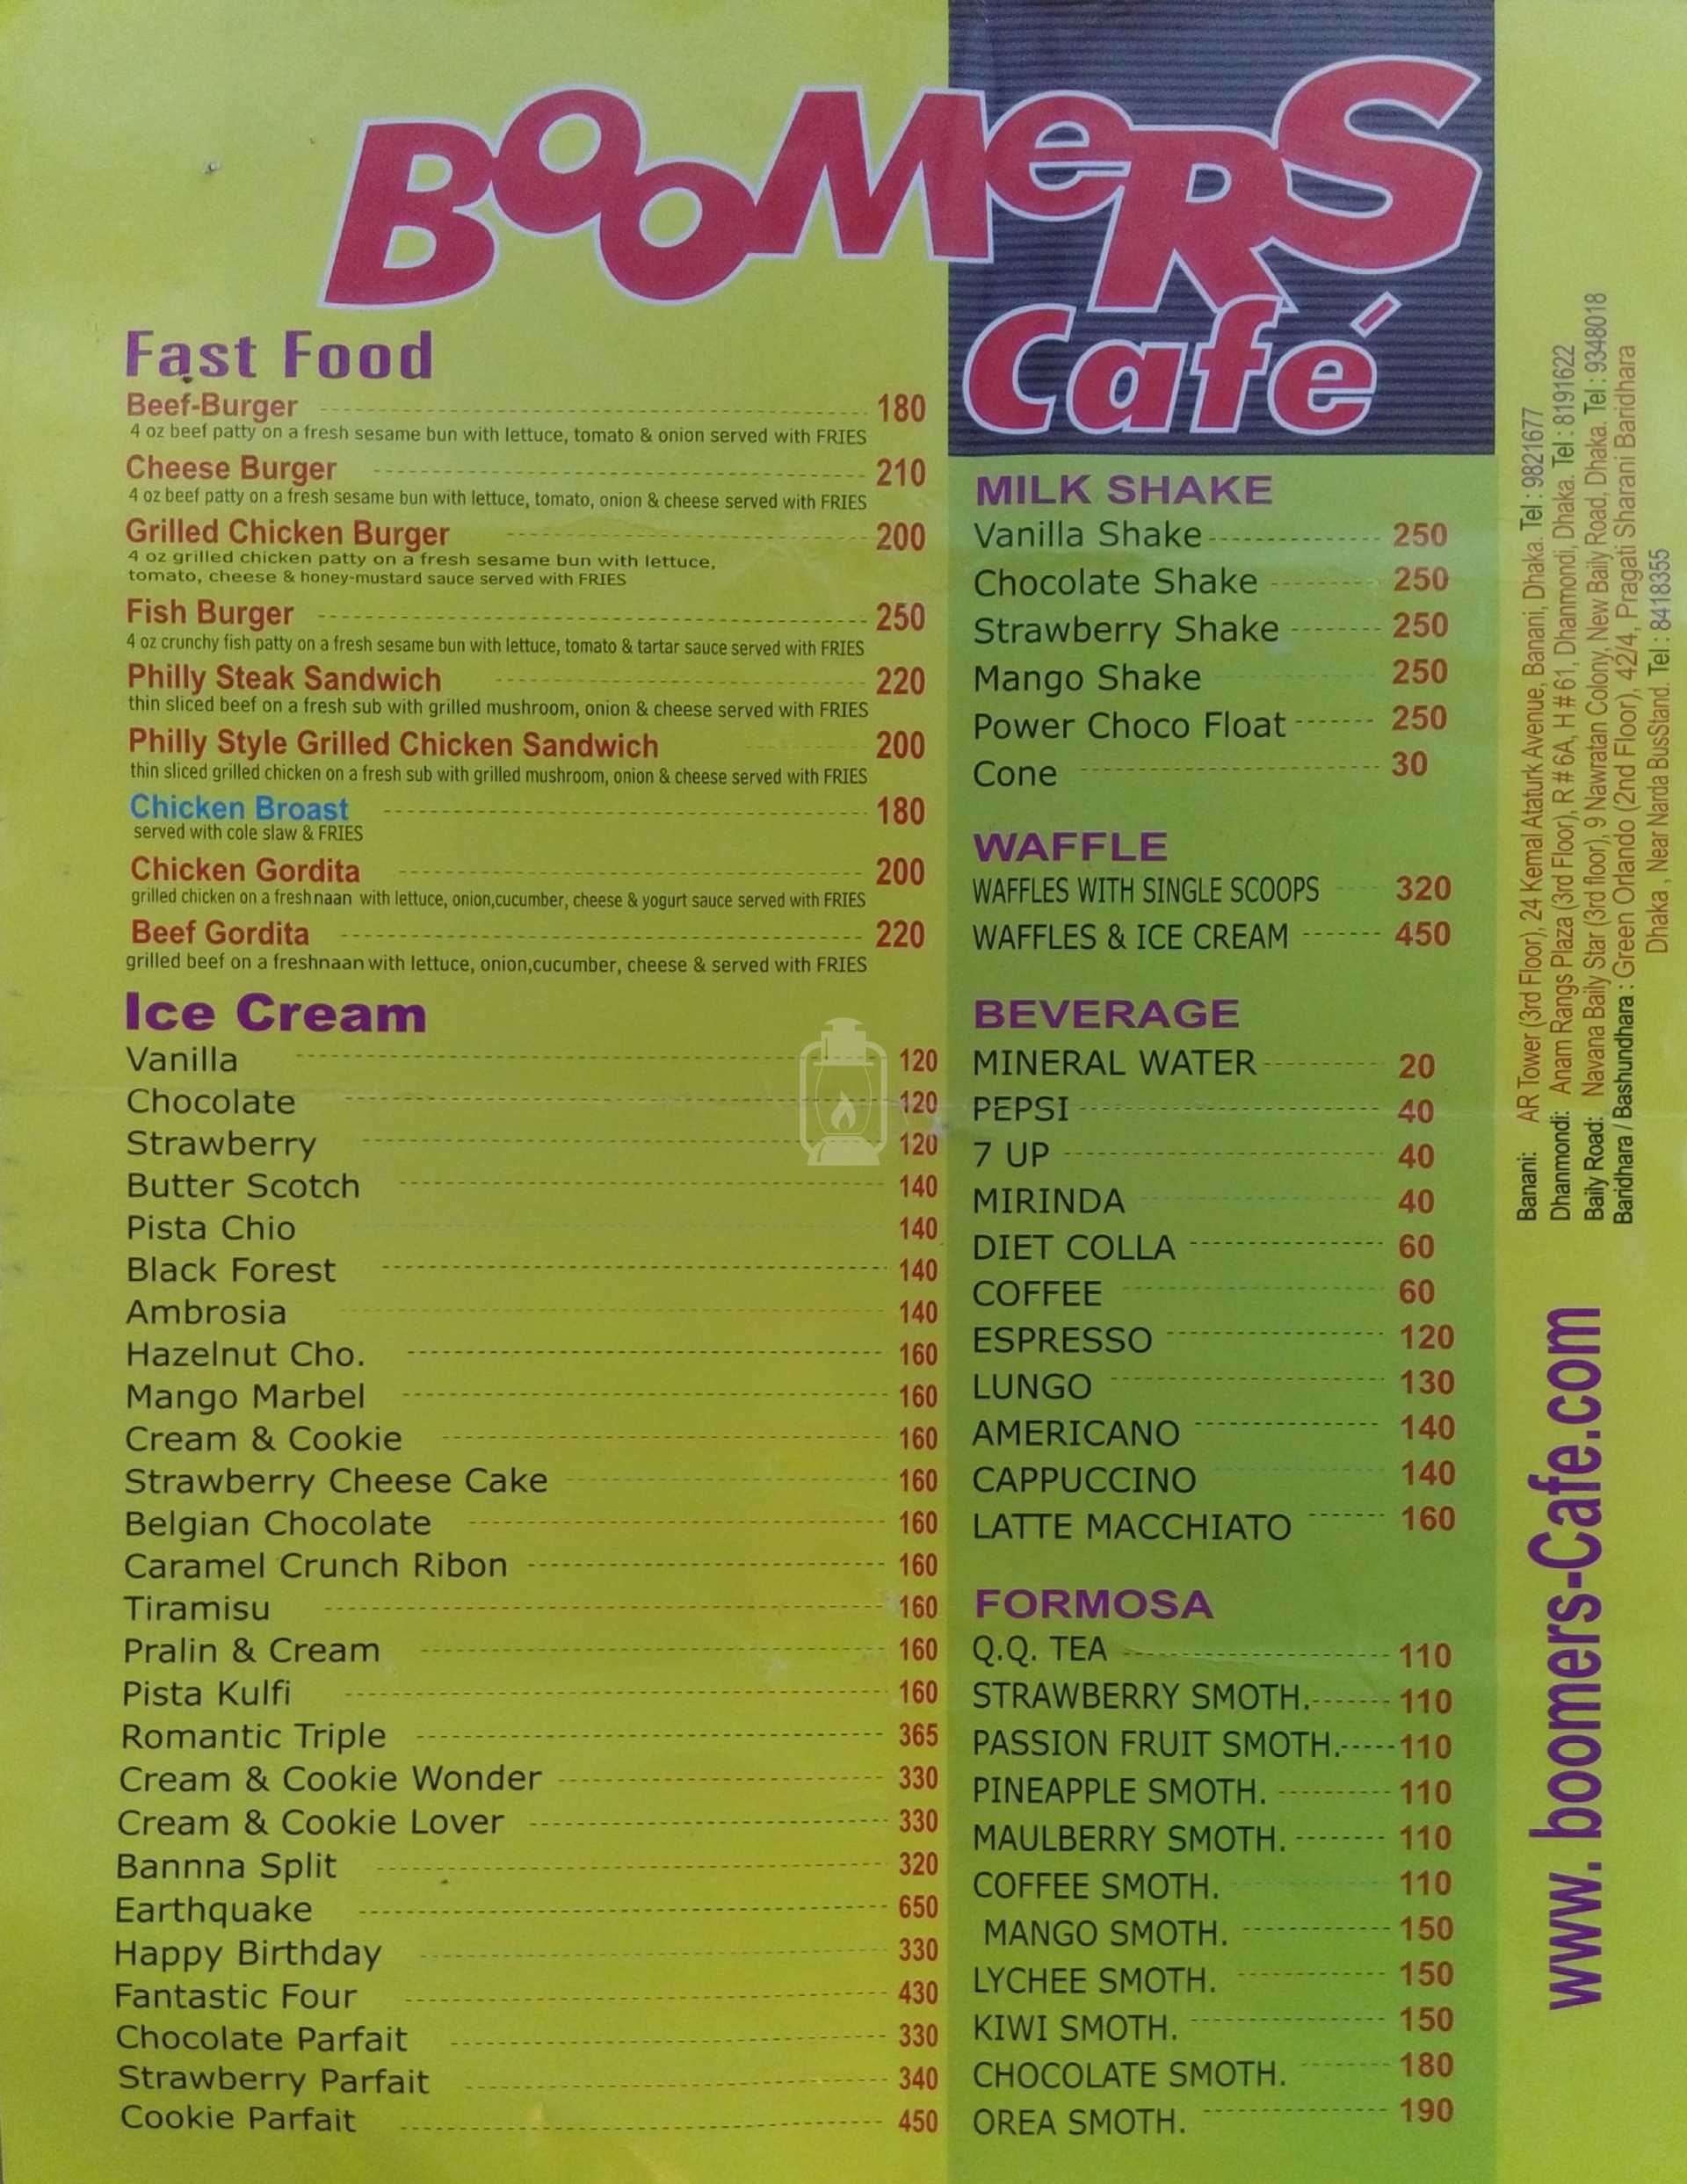 BOOMERS
Café
Fast Food
Beef-Burger 180
4 oz beef patty on a fresh sesame bun with lettuce, tomato & onion served with FRIES
Cheese Burger 210
4 oz beef patty on a fresh sesame bun with lettuce, tomato, onion & cheese served with FRIES
Grilled Chicken Burger 200
4 oz grilled chicken patty on a fresh sesame bun with lettuce,
tomato, cheese & honey-mustard sauce served with FRIES
Fish Burger 250
4 oz crunchy fish patty on a fresh sesame bun with lettuce, tomato & tartar sauce served with FRIES
Philly Steak Sandwich 220
thin sliced beef on a fresh sub with grilled mushroom, onion & cheese served with FRIES
Philly Style Grilled Chicken Sandwich 200
thin sliced grilled chicken on a fresh sub with grilled mushroom, onion & cheese served with FRIES
Chicken Broast 180
served with cole slaw & FRIES
Chicken Gordita 200
grilled chicken on a freshnaan with lettuce, onion,cucumber, cheese & yogurt sauce served with FRIES
Beef Gordita 220
grilled beef on a freshnaan with lettuce, onion,cucumber, cheese & served with FRIES
Ice Cream
Vanilla 120
Chocolate 120
Strawberry 120
Butter Scotch 140
Pista Chio 140
Black Forest 140
Ambrosia 140
Hazelnut Cho. 160
Mango Marbel 160
Cream & Cookie 160
Strawberry Cheese Cake 160
Belgian Chocolate 160
Caramel Crunch Ribon 160
Tiramisu 160
Pralin & Cream 160
Pista Kulfi 160
Romantic Triple 365
Cream & Cookie Wonder 330
Cream & Cookie Lover 330
Bannna Split 320
Earthquake 650
Happy Birthday 330
Fantastic Four 430
Chocolate Parfait 330
Strawberry Parfait 340
Cookie Parfait 450
MILK SHAKE
Vanilla Shake 250
Chocolate Shake 250
Strawberry Shake 250
Mango Shake 250
Power Choco Float 250
Cone 30
WAFFLE
WAFFLES WITH SINGLE SCOOPS 320
WAFFLES & ICE CREAM 450
BEVERAGE
MINERAL WATER 20
PEPSI 40
7 UP 40
MIRINDA 40
DIET COLLA 60
COFFEE 60
ESPRESSO 120
LUNGO 130
AMERICANO 140
CAPPUCCINO 140
LATTE MACCHIATO 160
FORMOSA
Q.Q. TEA 110
STRAWBERRY SMOTH. 110
PASSION FRUIT SMOTH. 110
PINEAPPLE SMOTH. 110
MAULBERRY SMOTH. 110
COFFEE SMOTH. 110
MANGO SMOTH. 150
LYCHEE SMOTH. 150
KIWI SMOTH. 150
CHOCOLATE SMOTH. 180
OREA SMOTH. 190
Banani: AR Tower (3rd Floor), 24 Kemal Ataturk Avenue, Banani, Dhaka. Tel : 9821677
Dhanmondi: Anam Rangs Plaza (3rd Floor), R # 6A, H # 61, Dhanmondi, Dhaka. Tel : 8191622
Baily Road: Navana Baily Star (3rd floor), 9 Nawratan Colony, New Baily Road, Dhaka. Tel : 9348018
Baridhara / Bashundhara : Green Orlando (2nd Floor), 42/4, Pragati Sharani Baridhara
Dhaka , Near Narda BusStand. Tel : 8418355
www. boomers-Cafe.com